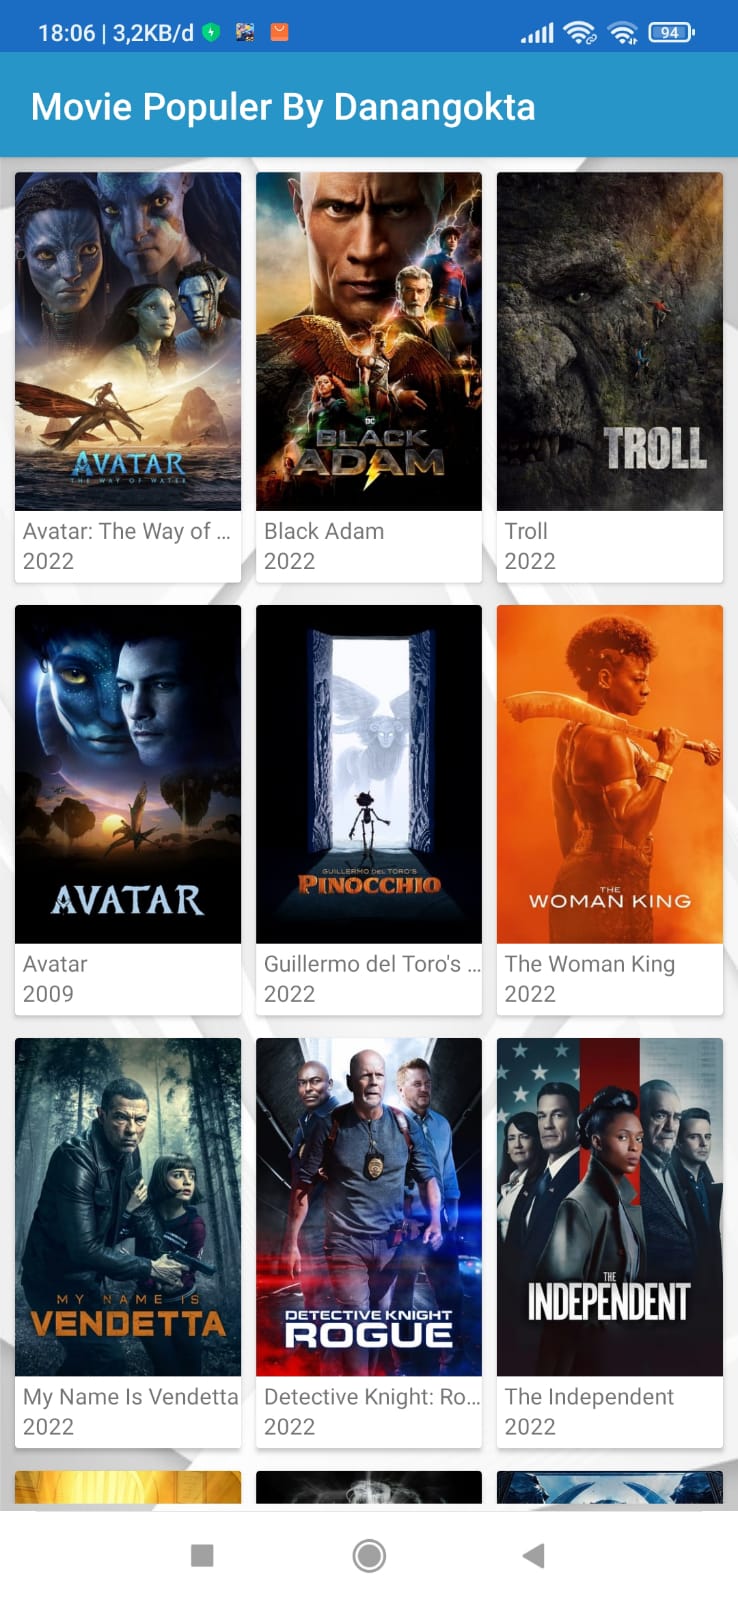 18:06 | 3,2KB/d
94
Movie Populer By Danangokta
AVATAR
THE WAY OF WATER
Avatar: The Way of ...
2022
DC
BLACK
ADAM
Black Adam
2022
TROLL
Troll
2022
AVATAR
Avatar
2009
GUILLERMO DEL TORO'S
PINOCCHIO
Guillermo del Toro's ...
2022
THE
WOMAN KING
The Woman King
2022
MY NAME IS
VENDETTA
My Name Is Vendetta
2022
DETECTIVE KNIGHT
ROGUE
Detective Knight: Ro...
2022
THE
INDEPENDENT
The Independent
2022